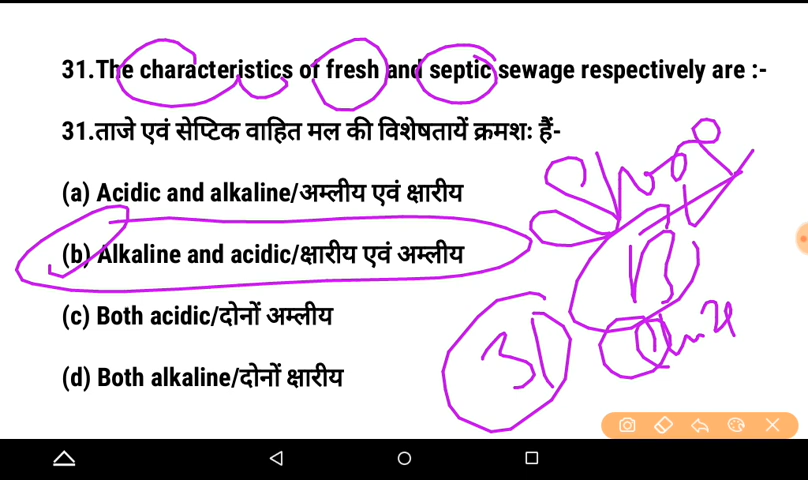 31.The characteristics of fresh and septic sewage respectively are :-
31.ताजे एवं सेप्टिक वाहित मल की विशेषतायें क्रमशः हैं-
(a) Acidic and alkaline/अम्लीय एवं क्षारीय
(b) Alkaline and acidic/क्षारीय एवं अम्लीय
(c) Both acidic/दोनों अम्लीय
(d) Both alkaline/दोनों क्षारीय
B
31